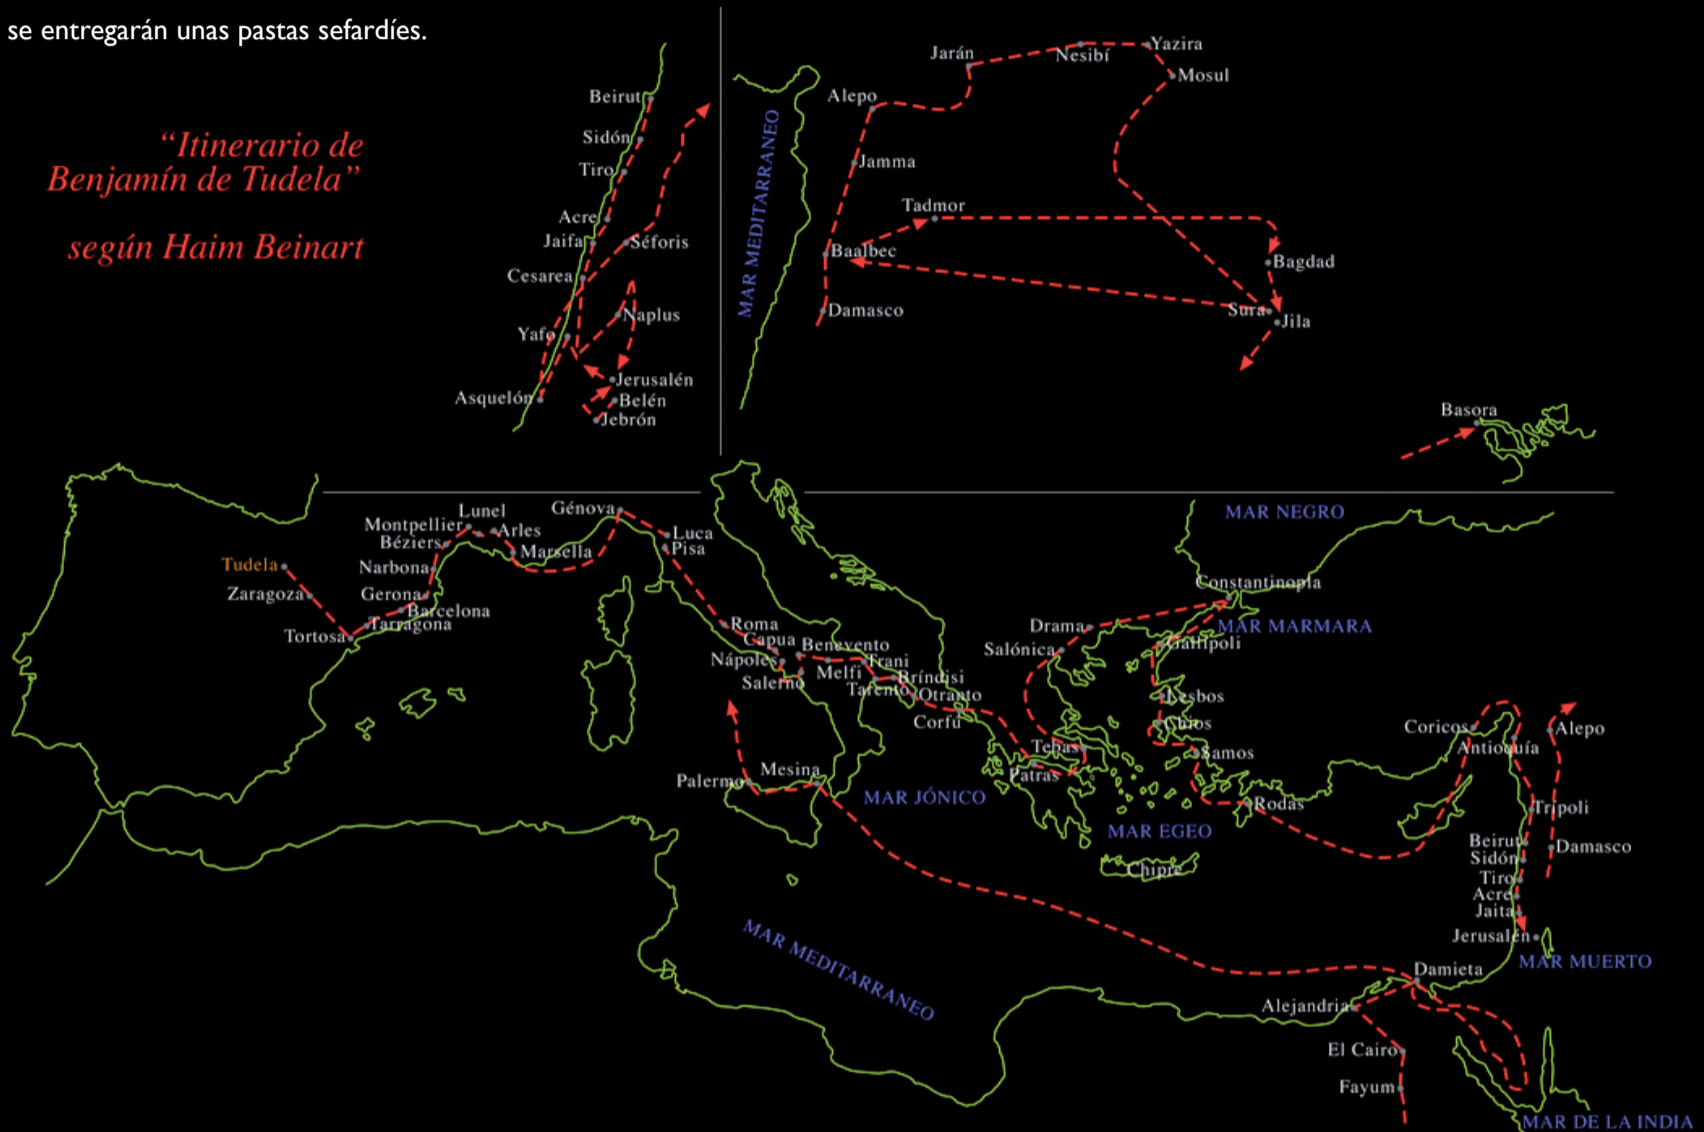 se entregarán unas pastas sefardíes.
“Itinerario de
Benjamín de Tudela”
según Haim Beinart
Beirut
Sidón
Tiro
Acre
Jaifa
Séforis
Cesarea
Naplus
Yafo
Jerusalén
Asquelón
Belén
Jebrón
MAR MEDITARRANEO
Jarán
Nesibí
Yazira
Mosul
Alepo
Jamma
Tadmor
Baalbec
Bagdad
Damasco
Sura
Jila
Basora
Lunel
Génova
Montpellier
Arles
Béziers
Marsella
Luca
Pisa
Tudela
Narbona
Zaragoza
Gerona
Barcelona
Tarragona
Tortosa
Roma
Capua
Benevento
Nápoles
Melfi
Trani
Salerno
Bríndisi
Tarento
Otranto
Corfú
Mesina
Palermo
MAR JÓNICO
MAR NEGRO
Constantinopla
Drama
MAR MARMARA
Salónica
Gallipoli
Lesbos
Chios
Tebas
Samos
Patras
Rodas
MAR EGEO
Chipre
Coricos
Antioquía
Alepo
Trípoli
Beirut
Damasco
Sidón
Tiro
Acre
Jaita
Jerusalén
MAR MUERTO
MAR MEDITARRANEO
Damieta
Alejandria
El Cairo
Fayum
MAR DE LA INDIA